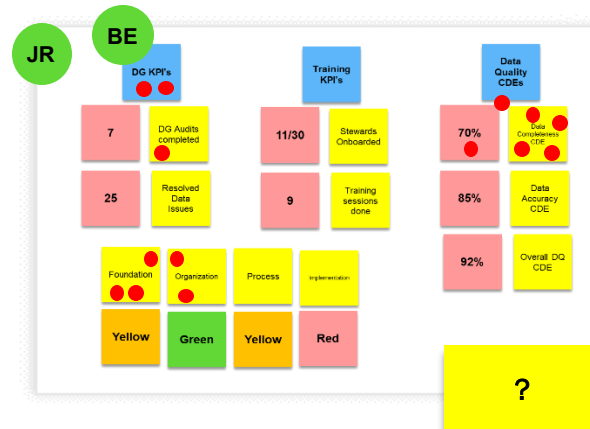 JR
BE
DG KPI's
Training
KPI's
Data
Quality
CDEs
7
DG Audits
completed
11/30
Stewards
Onboarded
70%
Data
Completeness
CDE
25
Resolved
Data
Issues
9
Training
sessions
done
85%
Data
Accuracy
CDE
92%
Overall DQ
CDE
Foundation
Organization
Process
Implementation
Yellow
Green
Yellow
Red
?